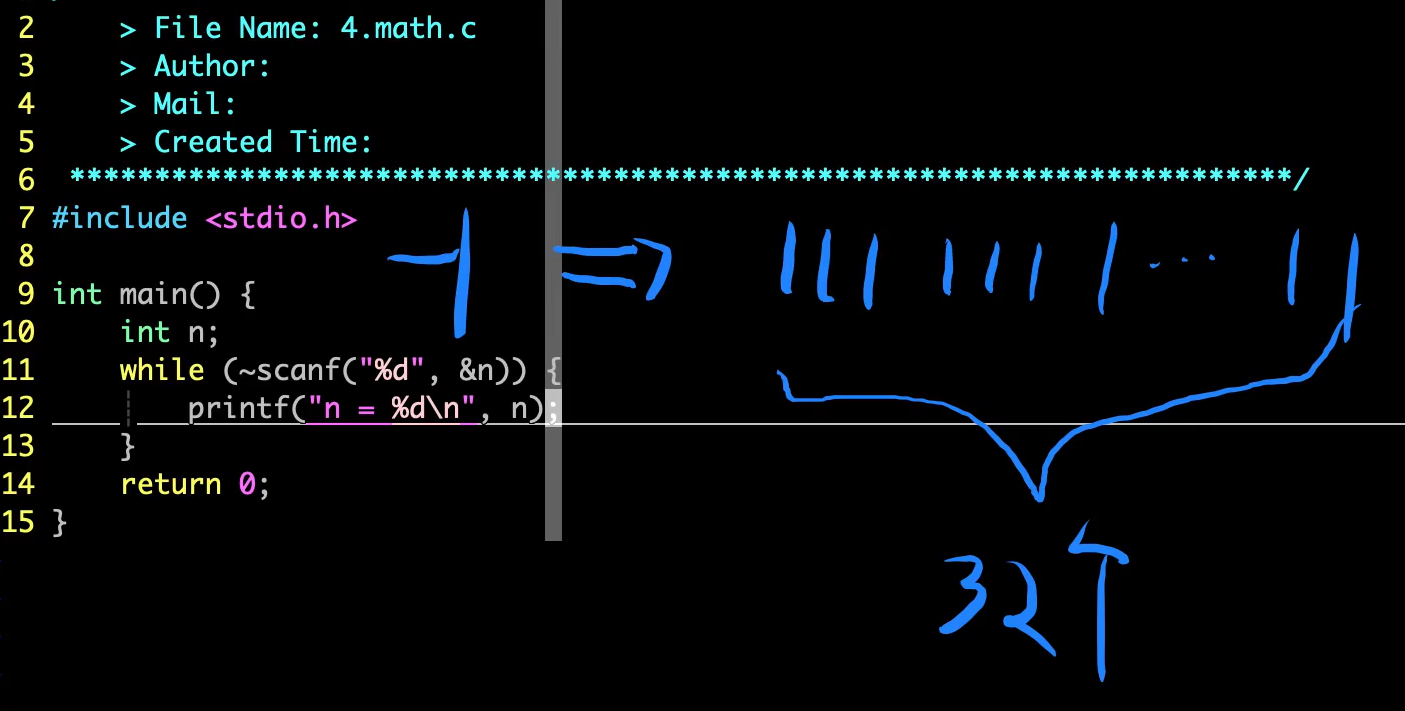 2 > File Name: 4.math.c
3 > Author:
4 > Mail:
5 > Created Time:
6 ************************************************************************/
7 #include <stdio.h>
8
-1 ⇒ 111 111 1 ... 11
9 int main() {
10 int n;
11 while (~scanf("%d", &n)) {
12 printf("n = %d\n", n);
13 }
14 return 0;
15 }
32个